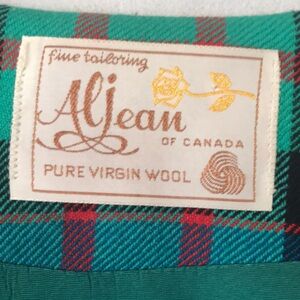 fine tailoring
Aljean
OF CANADA
PURE VIRGIN WOOL